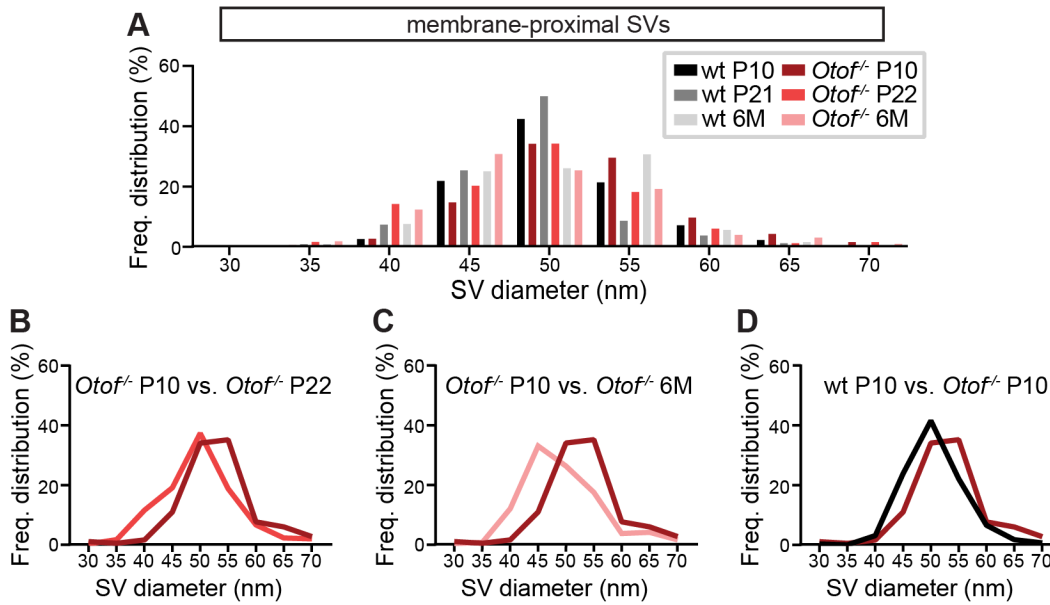 A
membrane-proximal SVs
Freq. distribution (%)
60
40
20
0
30 35 40 45 50 55 60 65 70
SV diameter (nm)
wt P10 Otof-/- P10
wt P21 Otof-/- P22
wt 6M Otof-/- 6M
B
Otof-/- P10 vs. Otof-/- P22
Freq. distribution (%)
60
40
20
0
30 35 40 45 50 55 60 65 70
SV diameter (nm)
C
Otof-/- P10 vs. Otof-/- 6M
Freq. distribution (%)
60
40
20
0
30 35 40 45 50 55 60 65 70
SV diameter (nm)
D
wt P10 vs. Otof-/- P10
Freq. distribution (%)
60
40
20
0
30 35 40 45 50 55 60 65 70
SV diameter (nm)